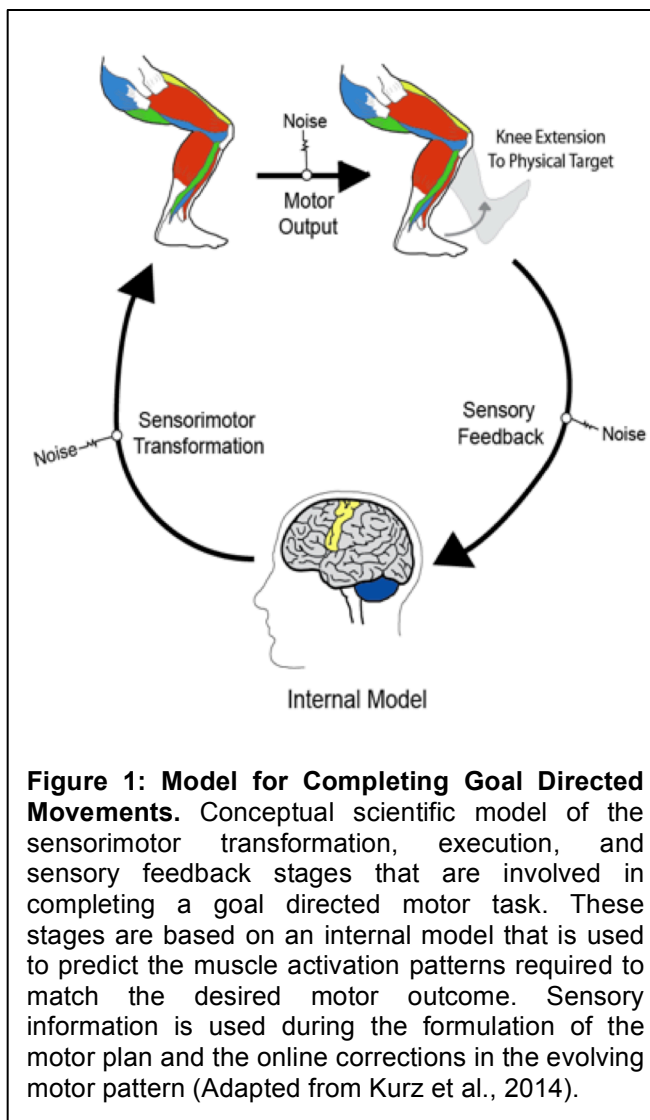 Noise
Motor
Output
Knee Extension
To Physical Target
Sensorimotor
Transformation
Noise
Sensory
Feedback
Noise
Internal Model
Figure 1: Model for Completing Goal Directed
Movements. Conceptual scientific model of the
sensorimotor transformation, execution, and
sensory feedback stages that are involved in
completing a goal directed motor task. These
stages are based on an internal model that is used
to predict the muscle activation patterns required to
match the desired motor outcome. Sensory
information is used during the formulation of the
motor plan and the online corrections in the evolving
motor pattern (Adapted from Kurz et al., 2014).